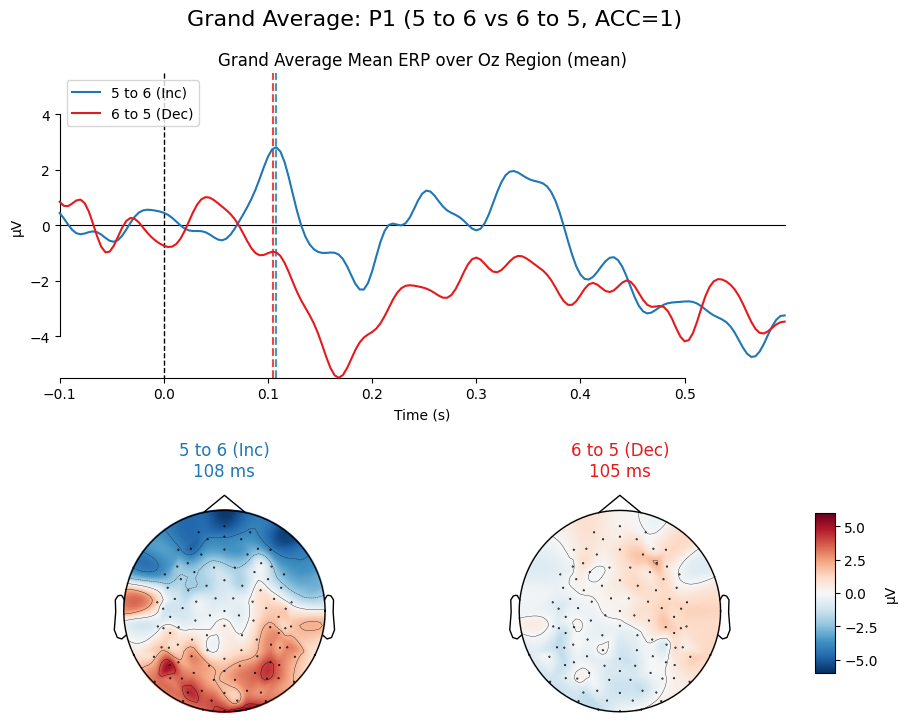 Grand Average: P1 (5 to 6 vs 6 to 5, ACC=1)
Grand Average Mean ERP over Oz Region (mean)
5 to 6 (Inc)
6 to 5 (Dec)
4
2
0
−2
−4
µV
−0.1 0.0 0.1 0.2 0.3 0.4 0.5
Time (s)
5 to 6 (Inc)
108 ms
6 to 5 (Dec)
105 ms
5.0
2.5
0.0
−2.5
−5.0
µV